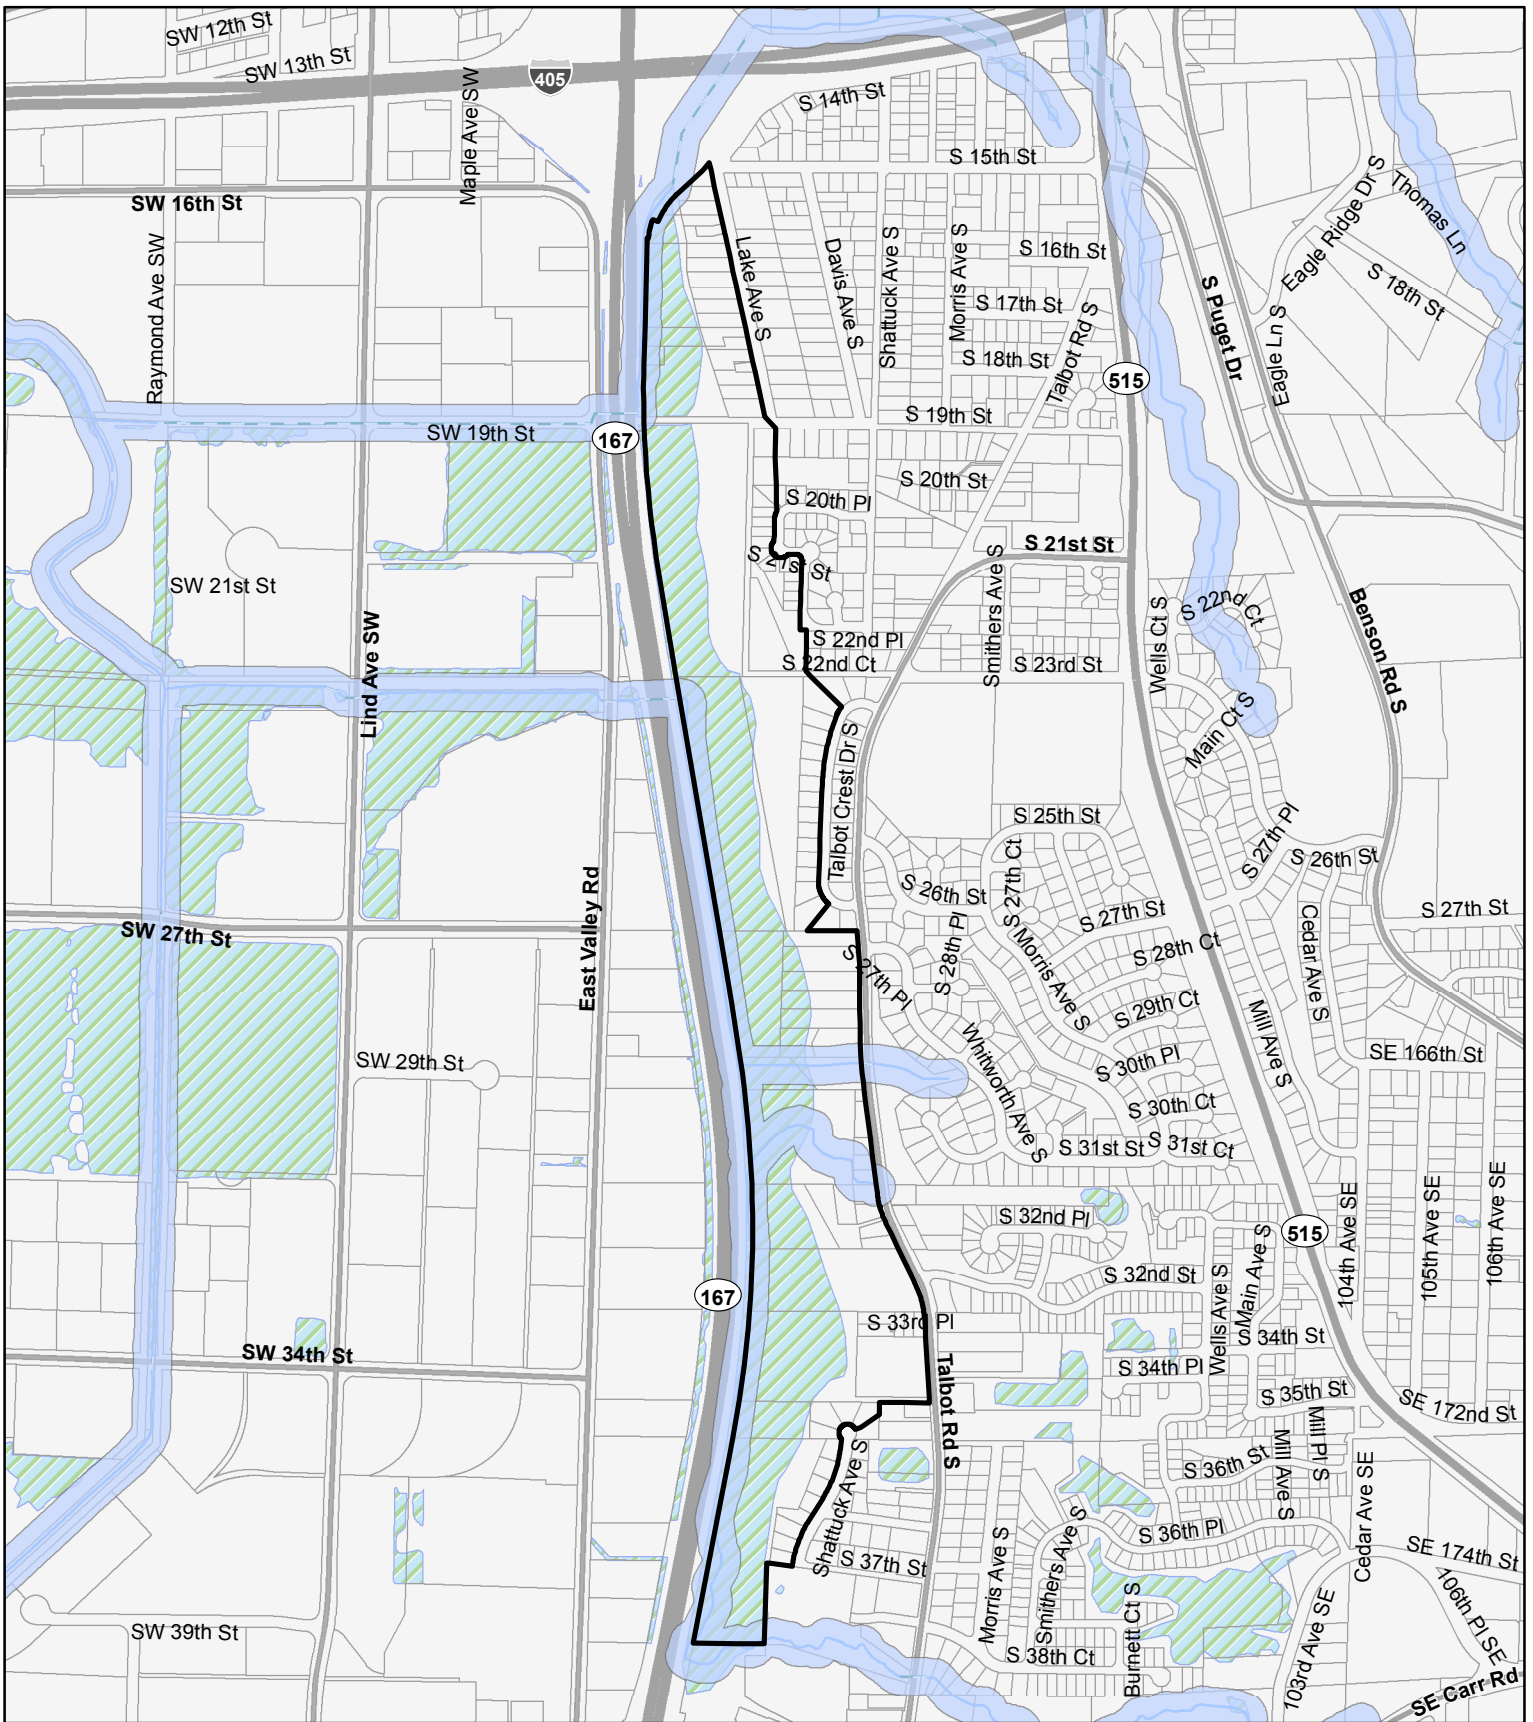 SW 12th St
SW 13th St
405
Maple Ave SW
S 14th St
S 15th St
SW 16th St
Raymond Ave SW
Lake Ave S
Davis Ave S
Shattuck Ave S
Morris Ave S
S 16th St
S 17th St
S 18th St
Talbot Rd S
S 19th St
515
S Puget Dr
Eagle Ln S
Eagle Ridge Dr S
Thomas Ln
S 18th St
SW 19th St
167
S 20th St
S 20th Pl
S 21st St
S 21st St
SW 21st St
Smithers Ave S
Wells Ct S
S 22nd Ct
Benson Rd S
Lind Ave SW
S 22nd Pl
S 22nd Ct
S 23rd St
Main Ct S
Talbot Crest Dr S
S 25th St
S 27th Pl
S 26th St
S 26th St
S 27th Ct
S 27th St
S 27th St
East Valley Rd
SW 27th St
S 27th Pl
S 28th Pl
Morris Ave S
S 28th Ct
Cedar Ave S
S 29th Ct
Mill Ave S
SW 29th St
Whitworth Ave S
S 30th Pl
SE 166th St
S 30th Ct
S 31st St
S 31st Ct
S 32nd Pl
515
104th Ave SE
105th Ave SE
106th Ave SE
S 32nd St
Wells Ave S
Main Ave S
167
S 33rd Pl
S 34th St
SW 34th St
Talbot Rd S
S 34th Pl
S 35th St
SE 172nd St
Shattuck Ave S
S 36th St
Mill Ave S
Mill Pl S
Cedar Ave SE
S 36th Pl
SE 174th St
S 37th St
Morris Ave S
Smithers Ave S
Burnett Ct S
103rd Ave SE
106th Pl SE
SW 39th St
S 38th Ct
SE Carr Rd